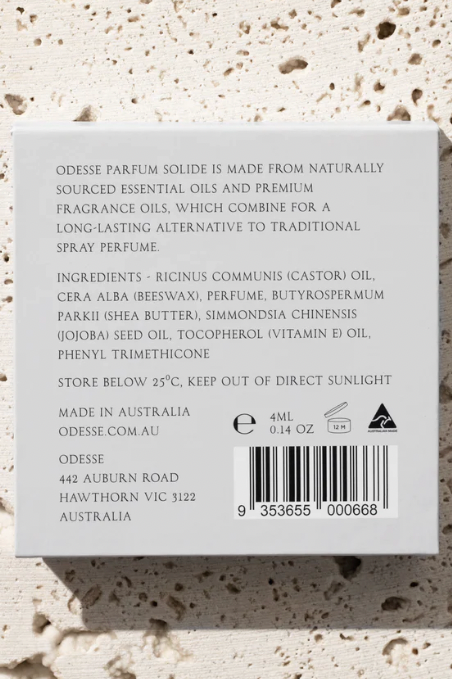 ODESSE PARFUM SOLIDE IS MADE FROM NATURALLY
SOURCED ESSENTIAL OILS AND PREMIUM
FRAGRANCE OILS, WHICH COMBINE FOR A
LONG-LASTING ALTERNATIVE TO TRADITIONAL
SPRAY PERFUME.
INGREDIENTS - RICINUS COMMUNIS (CASTOR) OIL,
CERA ALBA (BEESWAX), PERFUME, BUTYROSPERMUM
PARKII (SHEA BUTTER), SIMMONDSIA CHINENSIS
(JOJOBA) SEED OIL, TOCOPHEROL (VITAMIN E) OIL,
PHENYL TRIMETHICONE
STORE BELOW 25⁰C, KEEP OUT OF DIRECT SUNLIGHT
MADE IN AUSTRALIA
ODESSE.COM.AU
ODESSE
442 AUBURN ROAD
HAWTHORN VIC 3122
AUSTRALIA
℮ 4ML
0.14 OZ
12 M
9 353655 000668